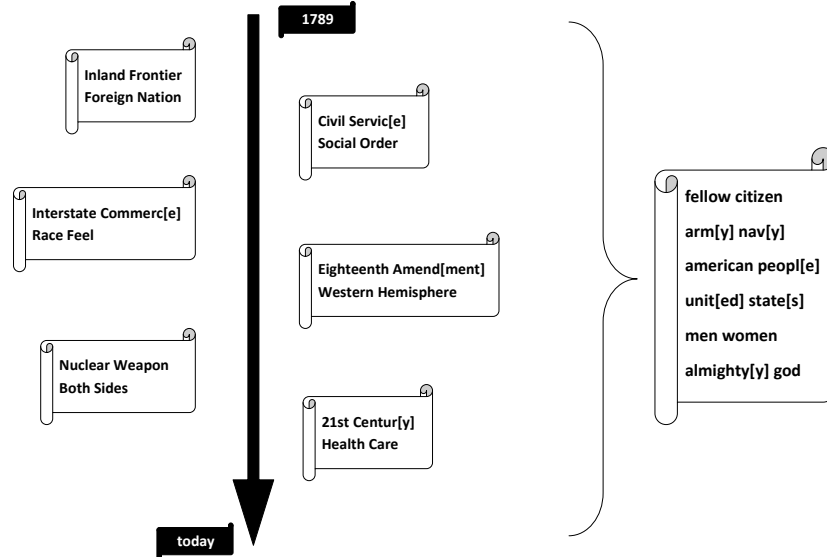 1789
Inland Frontier
Foreign Nation
Civil Servic[e]
Social Order
Interstate Commerc[e]
Race Feel
Eighteenth Amend[ment]
Western Hemisphere
Nuclear Weapon
Both Sides
21st Centur[y]
Health Care
today
fellow citizen
arm[y] nav[y]
american peopl[e]
unit[ed] state[s]
men women
almighty[y] god